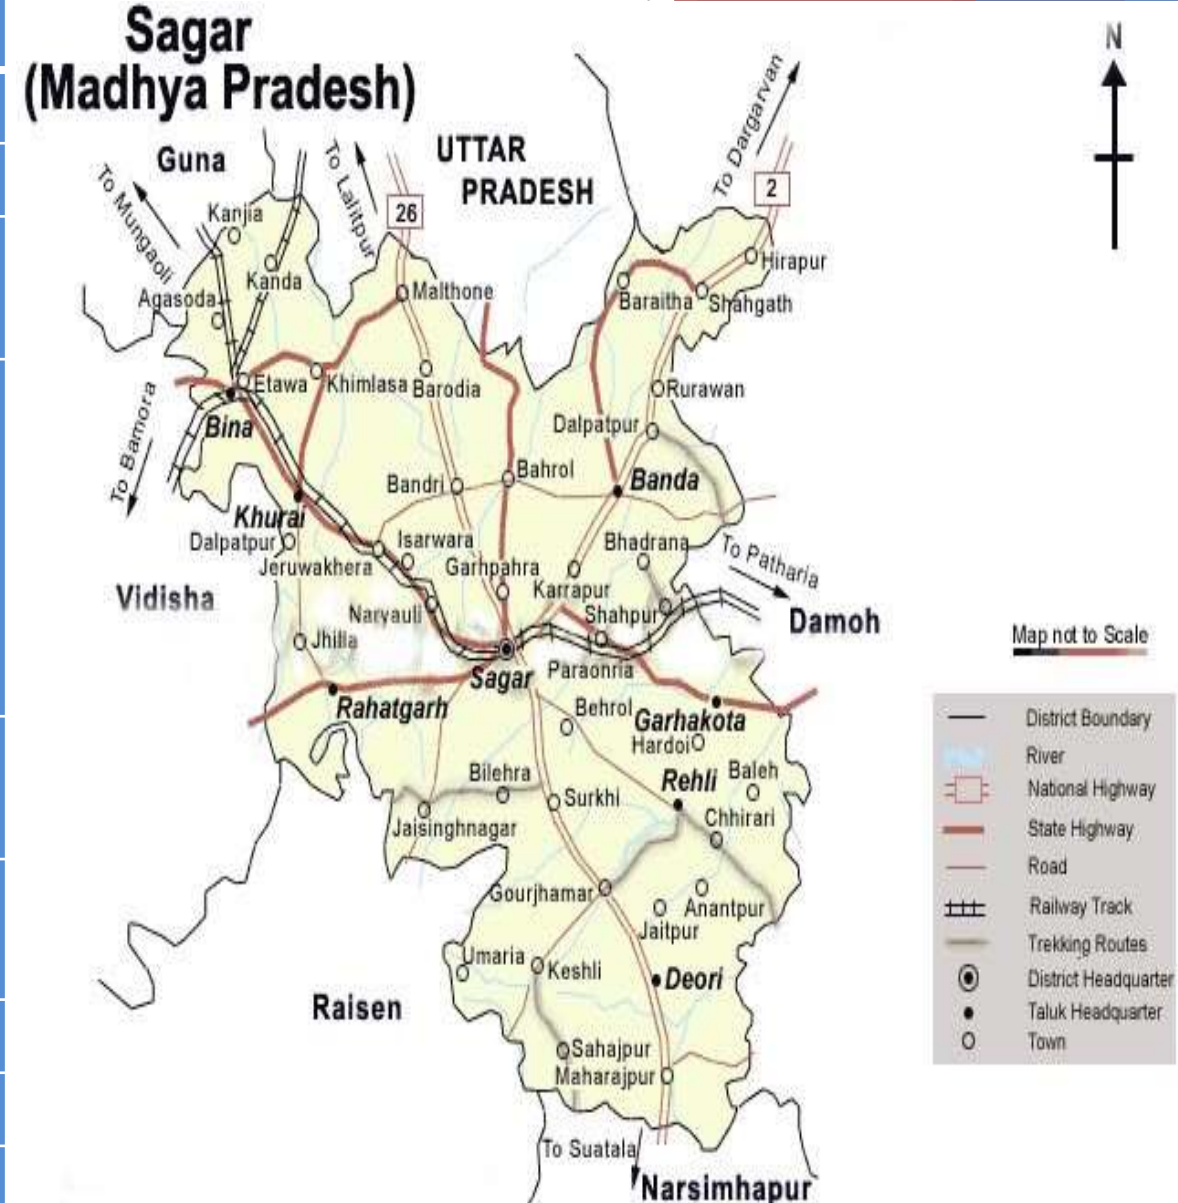 Sagar
(Madhya Pradesh)
N
Guna
UTTAR
PRADESH
To Mungaoli
To Lalitpur
To Dargarvan
26
2
Kanjia
Kanda
Agasoda
Malthone
Hirapur
Baraitha
Shahgath
Etawa
Khimlasa
Barodia
Rurawan
Bina
Dalpatpur
To Bamora
Bandri
Bahrol
Banda
Khurai
Dalpatpur
Isarwara
Bhadrana
To Patharia
Jeruwakhera
Garhpahra
Karrapur
Vidisha
Naryauli
Shahpur
Damoh
Jhilla
Map not to Scale
Sagar
Paraonria
Rahatgarh
Behrol
Garhakota
Hardoi
Bilehra
Rehli
Baleh
Surkhi
Jaisinghnagar
Chhirari
Gourjhamar
Anantpur
Jaitpur
Umaria
Keshli
Deori
Raisen
Sahajpur
Maharajpur
To Suatala
Narsimhapur
District Boundary
River
National Highway
State Highway
Road
Railway Track
Trekking Routes
District Headquarter
Taluk Headquarter
Town